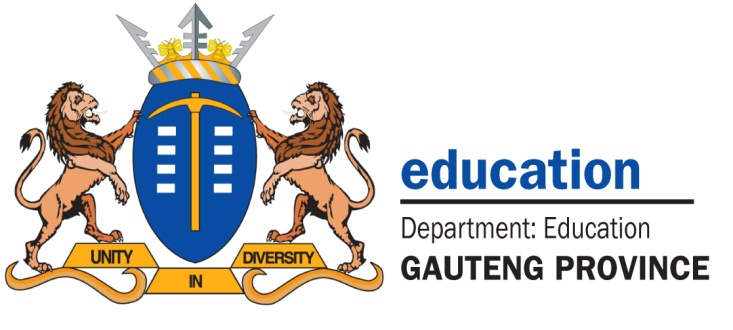 UNITY
IN
DIVERSITY
education
Department: Education
GAUTENG PROVINCE